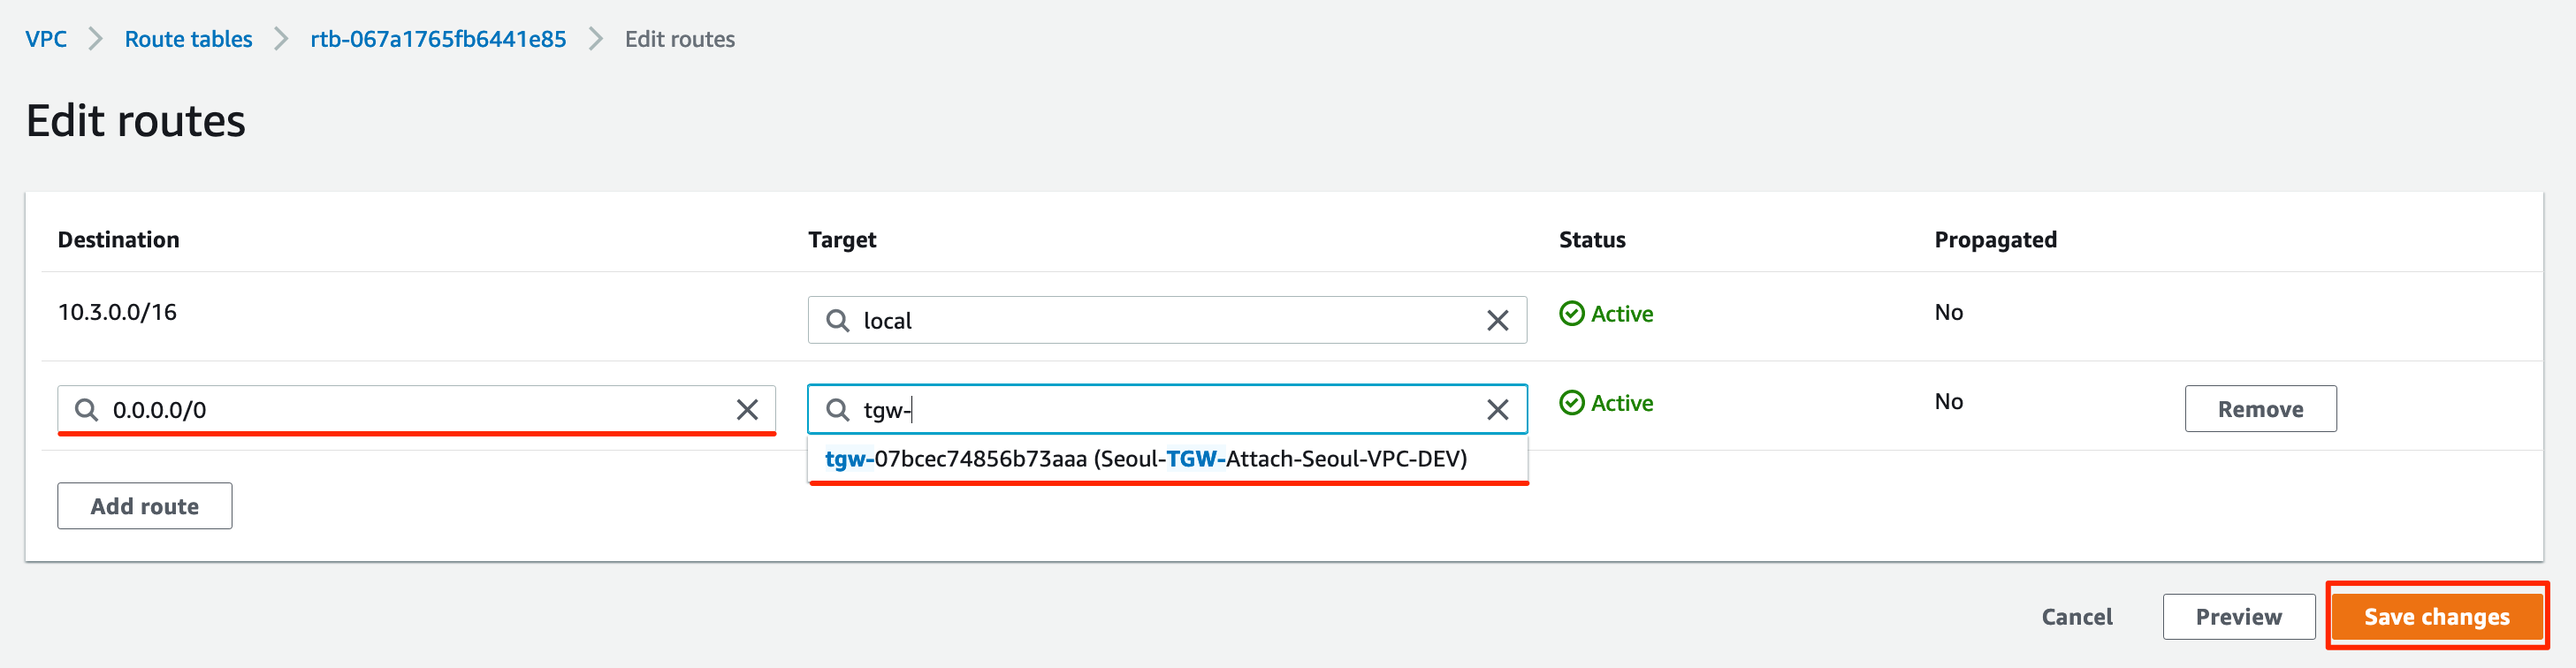 VPC > Route tables > rtb-067a1765fb6441e85 > Edit routes
Edit routes
Destination Target Status Propagated
10.3.0.0/16 local Active No
0.0.0.0/0 tgw- Active No Remove
tgw-07bcec74856b73aaa (Seoul-TGW-Attach-Seoul-VPC-DEV)
Add route
Cancel Preview Save changes